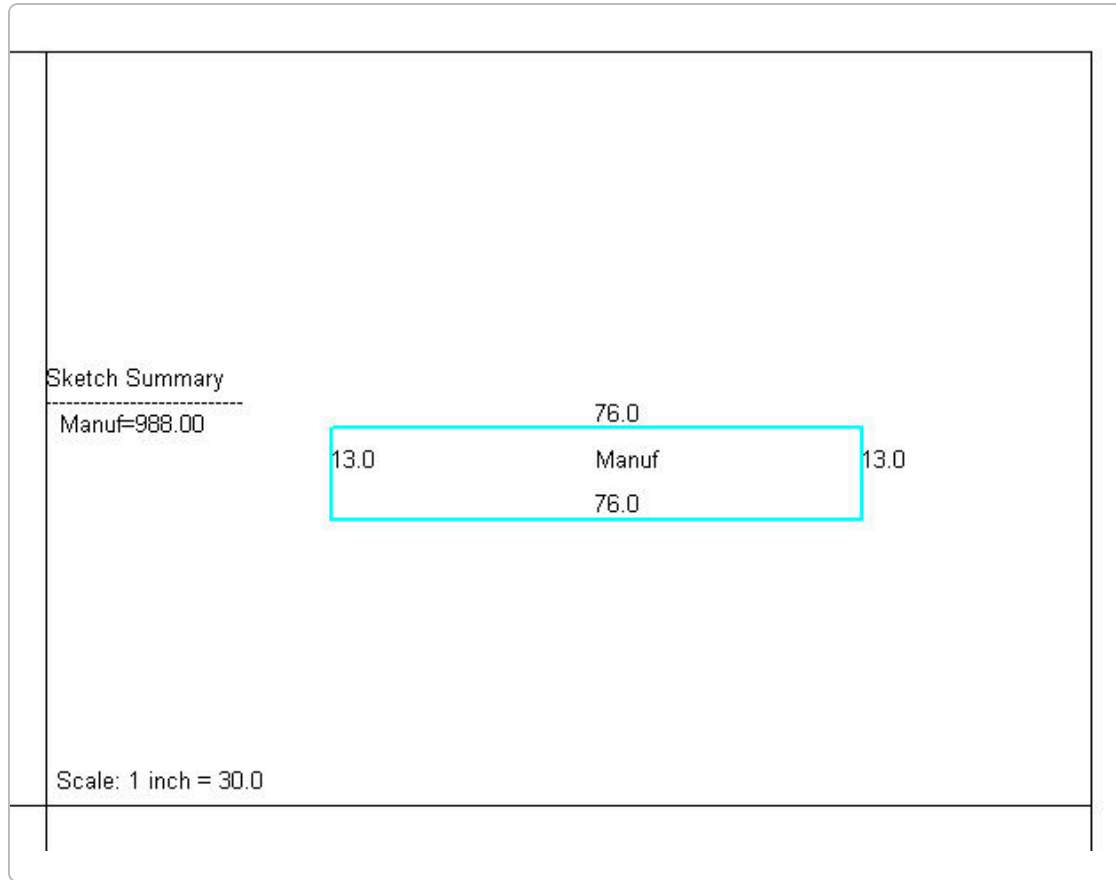 Sketch Summary
Manuf=988.00
76.0
13.0 Manuf 13.0
76.0
Scale: 1 inch = 30.0